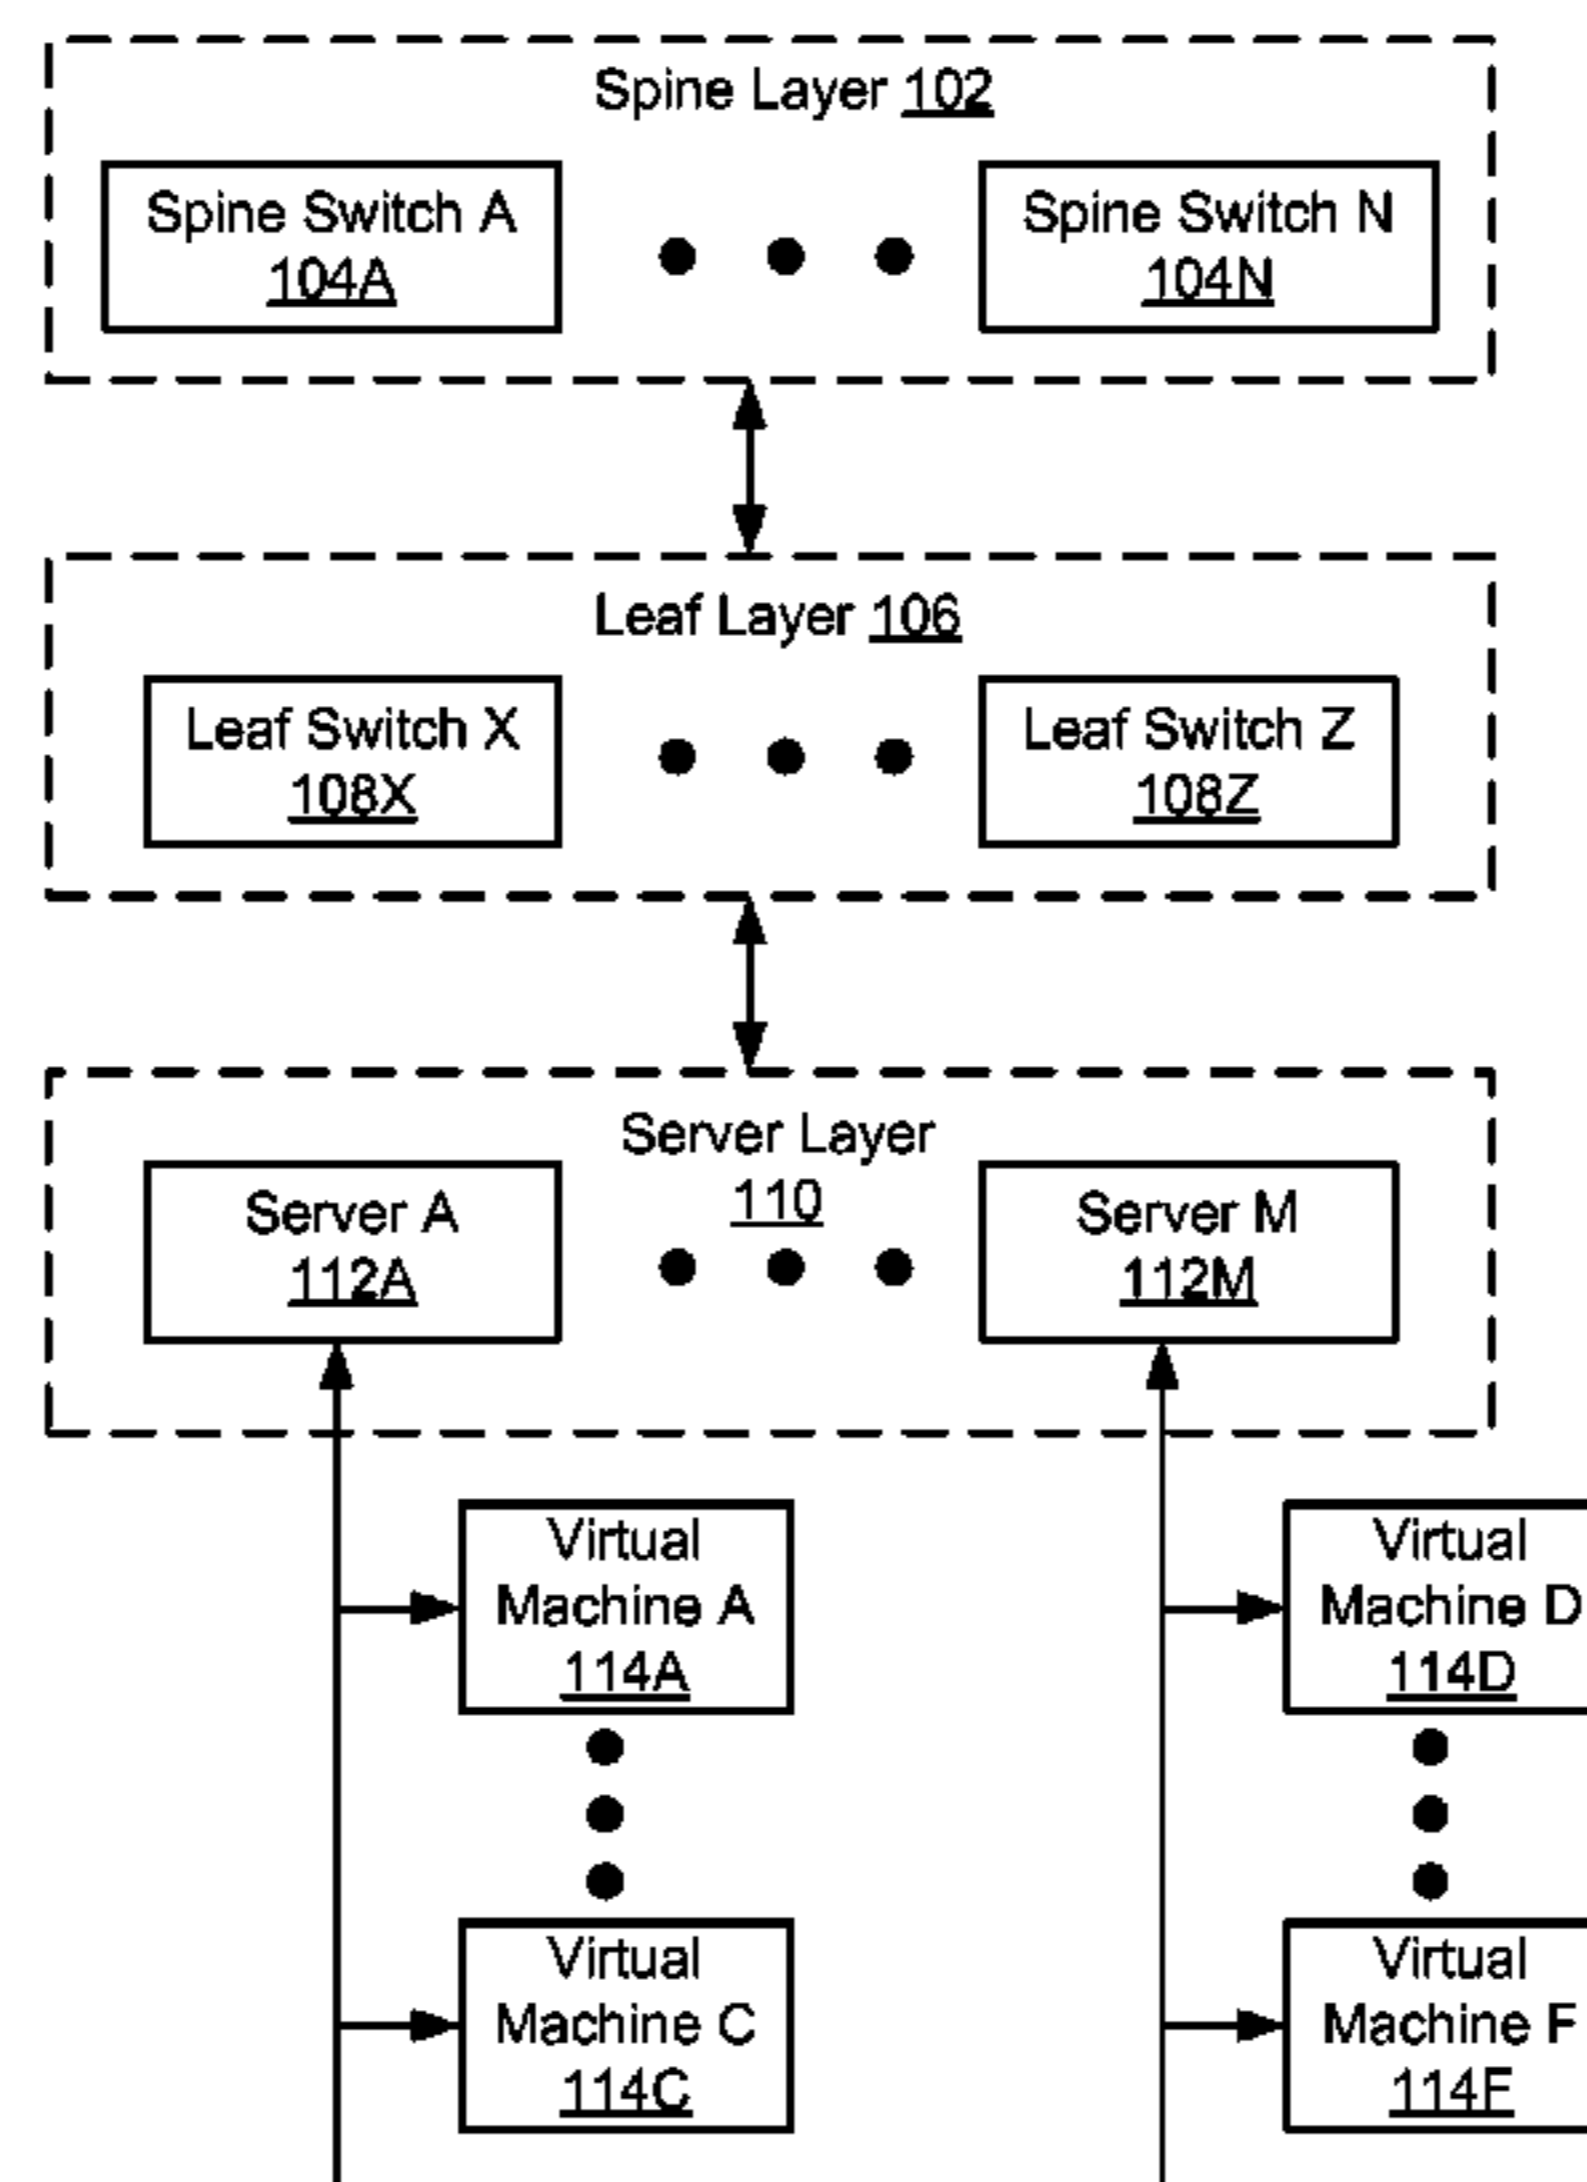 Spine Layer 102
Spine Switch A
104A
Spine Switch N
104N
Leaf Layer 106
Leaf Switch X
108X
Leaf Switch Z
108Z
Server Layer
110
Server A
112A
Server M
112M
Virtual
Machine A
114A
Virtual
Machine D
114D
Virtual
Machine C
114C
Virtual
Machine F
114F